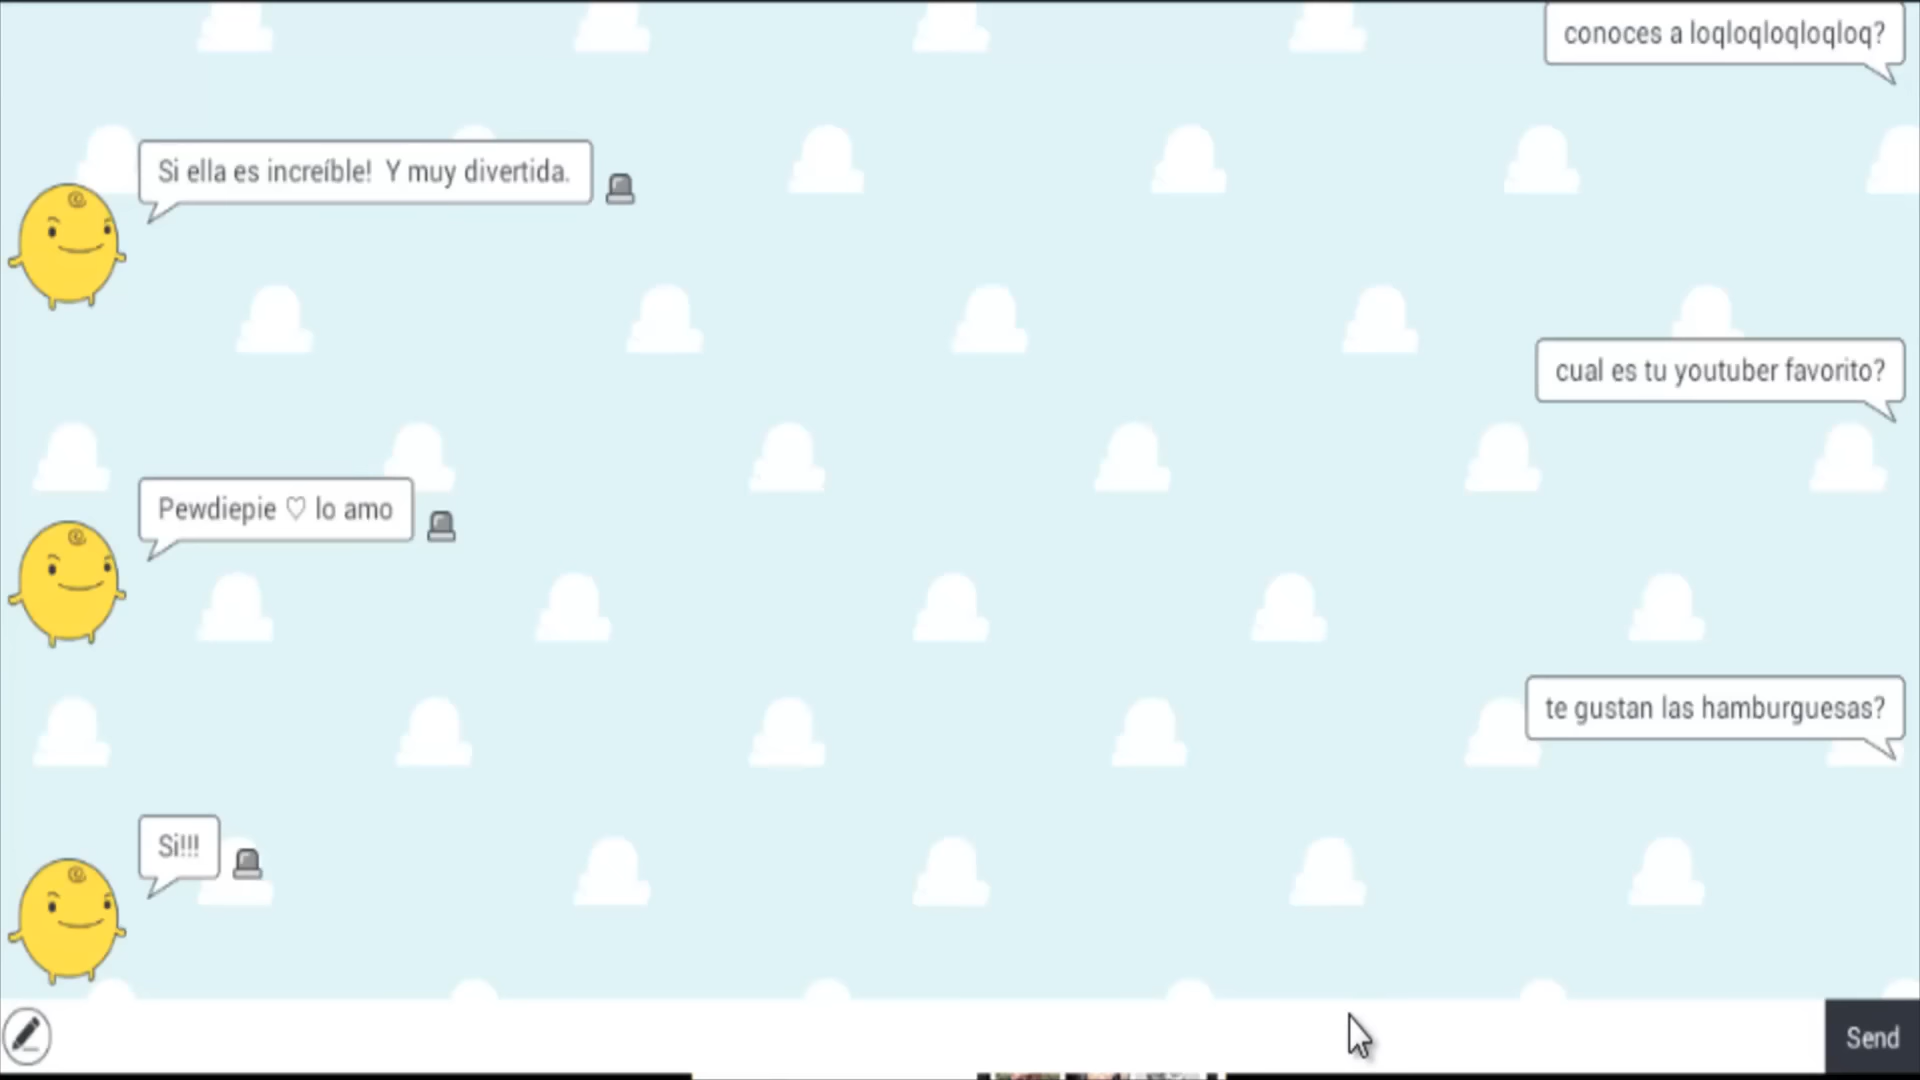 conoces a loqloqloqloqloq?
Si ella es increíble!  Y muy divertida.
cual es tu youtuber favorito?
Pewdiepie ♡ lo amo
te gustan las hamburguesas?
Si!!!
Send